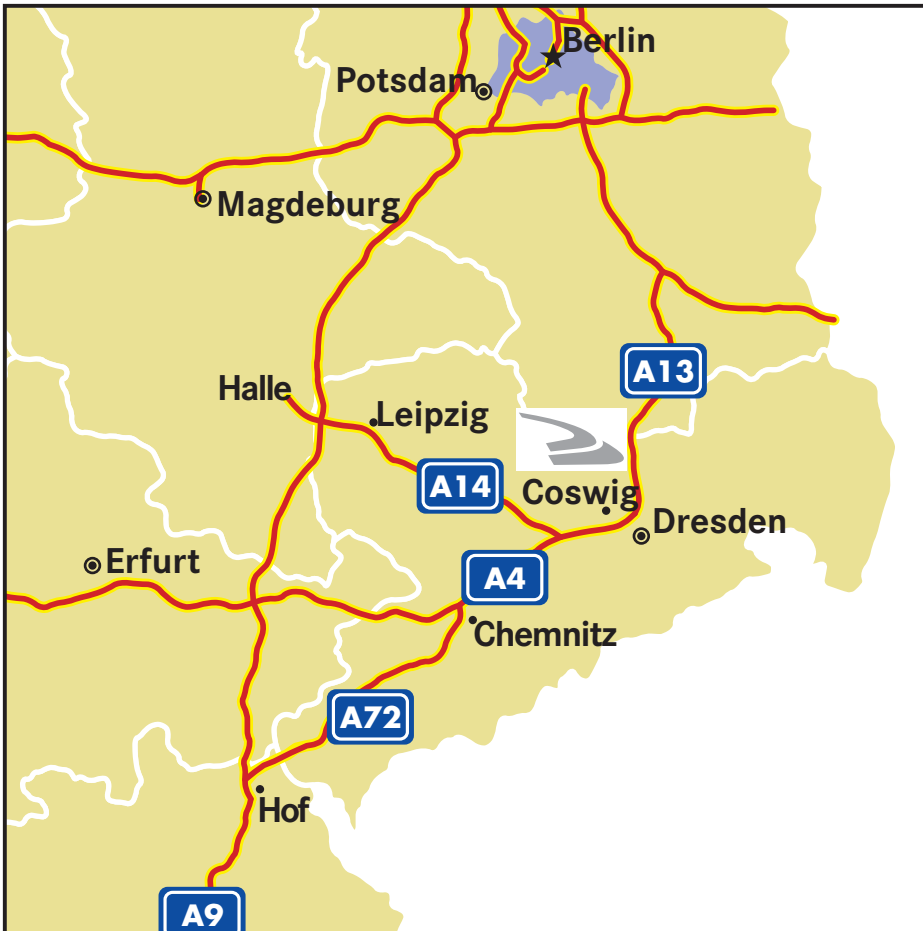 Berlin
Potsdam
Magdeburg
A13
Halle
Leipzig
A14
Coswig
Dresden
Erfurt
A4
Chemnitz
A72
Hof
A9